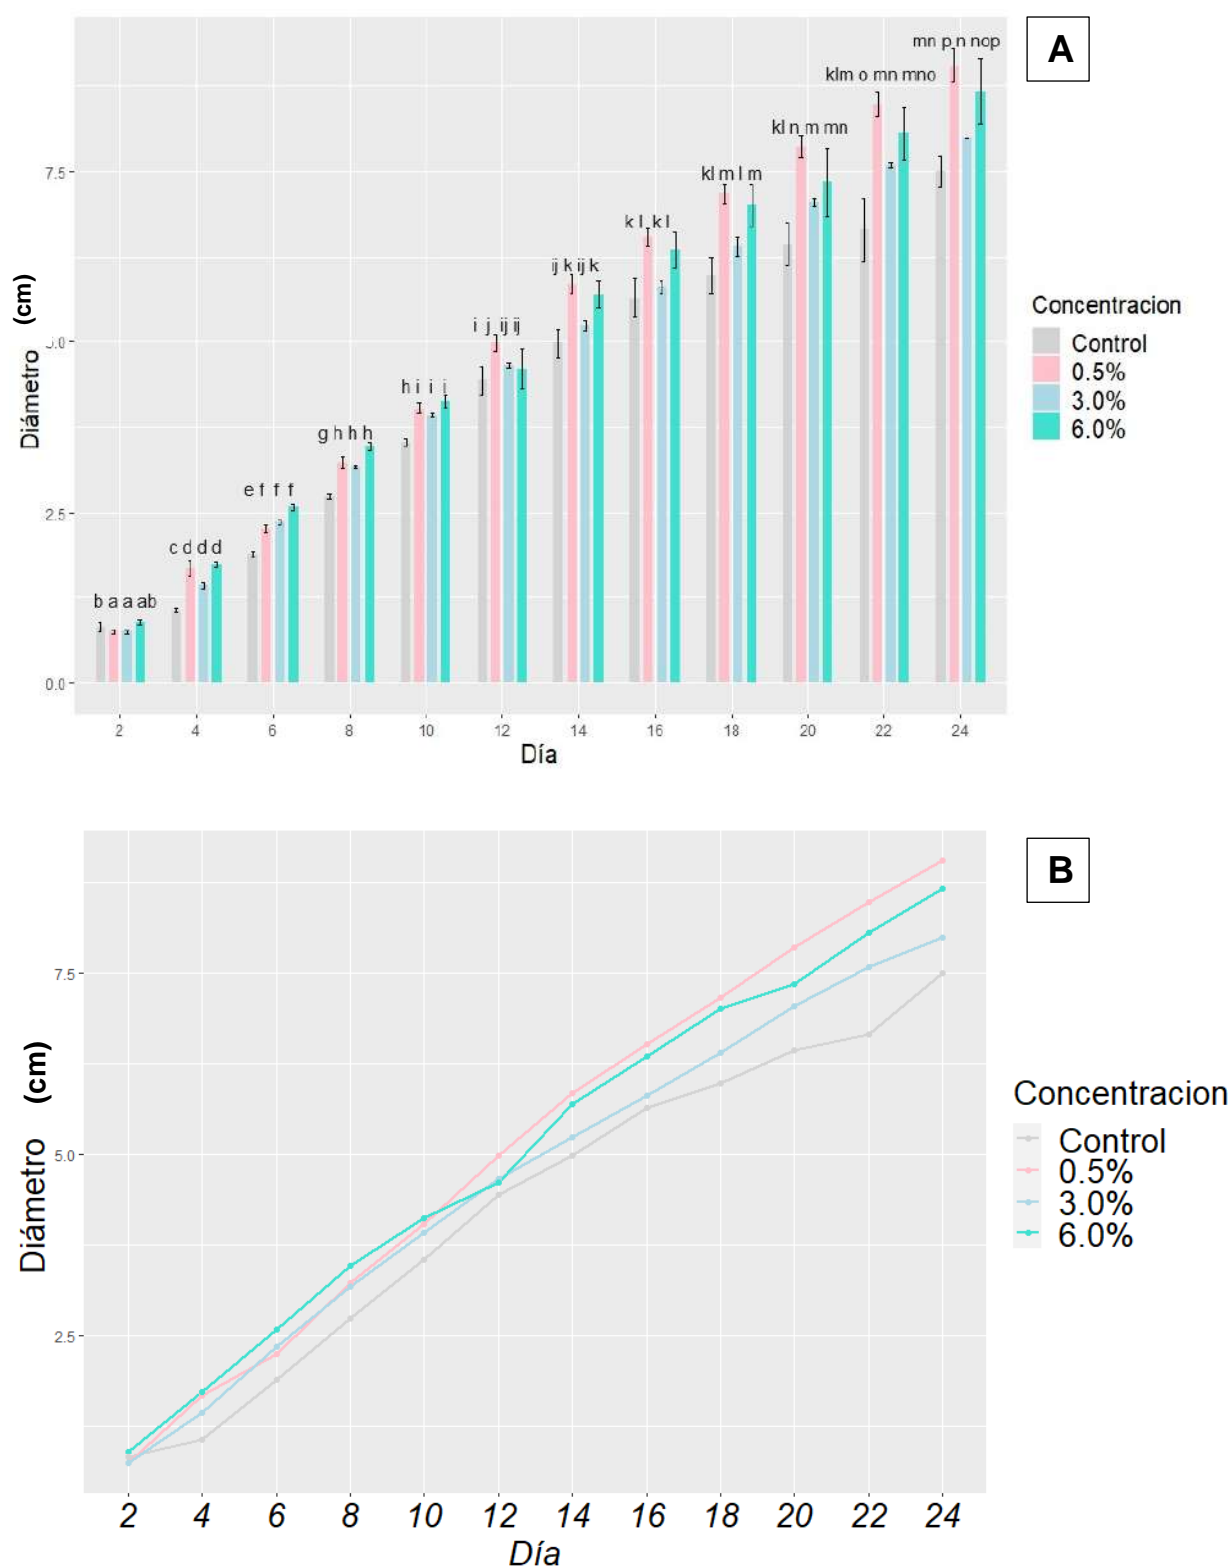 A
mn p n nop
klm o mn mno
kl n m mn
kl m l m
k l kl
ij k ij k
i j ij ij
h i i i
g h h h
e f f f
c d d d
b a a ab
7.5
2.5
0.0
Diámetro (cm)
2 4 6 8 10 12 14 16 18 20 22 24
Día
Concentracion
Control
0.5%
3.0%
6.0%
B
7.5
5.0
2.5
Diámetro (cm)
2 4 6 8 10 12 14 16 18 20 22 24
Día
Concentracion
Control
0.5%
3.0%
6.0%